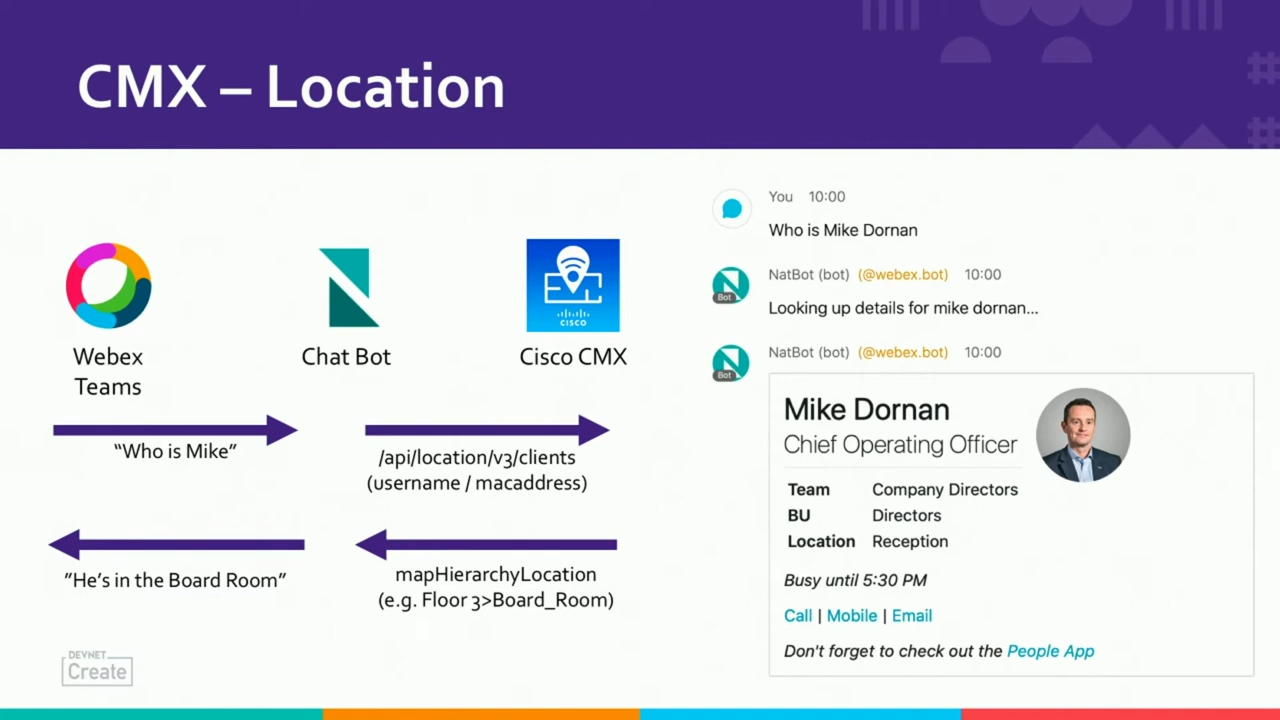 CMX – Location
Webex
Teams
Chat Bot
CISCO
Cisco CMX
“Who is Mike”
/api/location/v3/clients
(username / macaddress)
”He’s in the Board Room”
mapHierarchyLocation
(e.g. Floor 3>Board_Room)
You 10:00
Who is Mike Dornan
NatBot (bot) (@webex.bot) 10:00
Bot
Looking up details for mike dornan...
NatBot (bot) (@webex.bot) 10:00
Bot
Mike Dornan
Chief Operating Officer
Team Company Directors
BU Directors
Location Reception
Busy until 5:30 PM
Call | Mobile | Email
Don't forget to check out the People App
DEVNET
Create